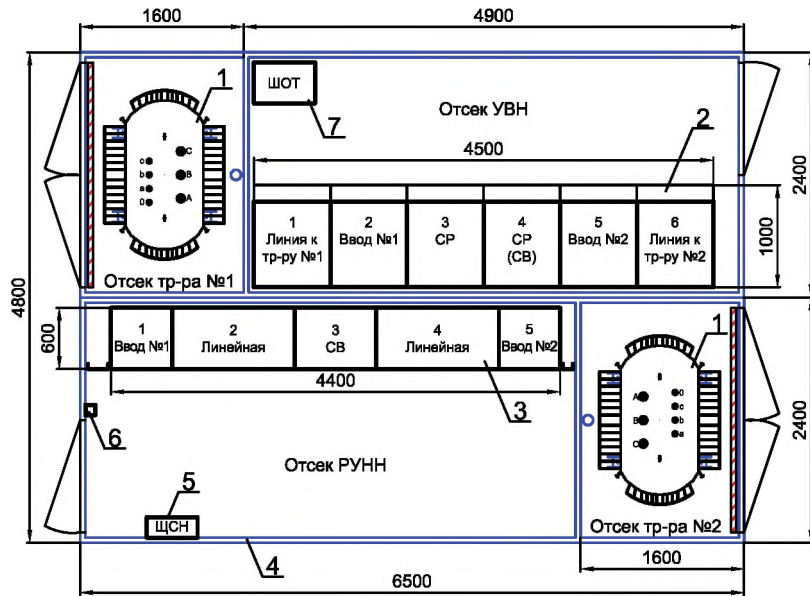 1600
4900
1
ШОТ
7
Отсек УВН
2
4500
C
B
A
c
b
a
0
Отсек тр-ра №1
1
Линия к
тр-ру №1
2
Ввод №1
3
СР
4
СР
(СВ)
5
Ввод №2
6
Линия к
тр-ру №2
1000
2400
4800
600
1
Ввод №1
2
Линейная
3
СВ
4
Линейная
5
Ввод №2
4400
3
1
A
B
C
0
c
b
a
Отсек тр-ра №2
2400
6
Отсек РУНН
5
ЩСН
4
1600
6500